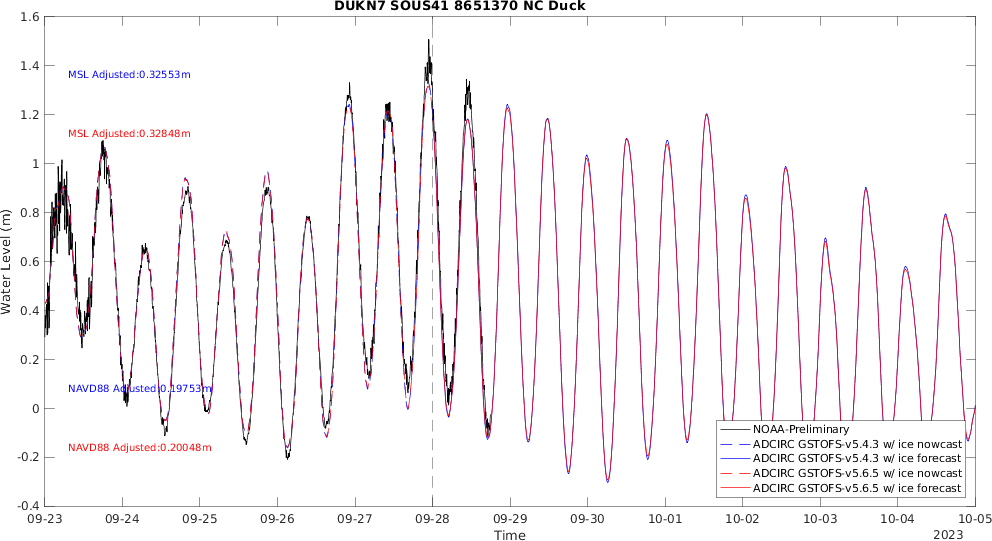 DUKN7 SOUS41 8651370 NC Duck
1.6
1.4
1.2
1
0.8
0.6
0.4
0.2
0
-0.2
-0.4
Water Level (m)
MSL Adjusted:0.32553m
MSL Adjusted:0.32848m
NAVD88 Adjusted:0.19753m
NAVD88 Adjusted:0.20048m
NOAA-Preliminary
ADCIRC GSTOFS-v5.4.3 w/ ice nowcast
ADCIRC GSTOFS-v5.4.3 w/ ice forecast
ADCIRC GSTOFS-v5.6.5 w/ ice nowcast
ADCIRC GSTOFS-v5.6.5 w/ ice forecast
09-23 09-24 09-25 09-26 09-27 09-28 09-29 09-30 10-01 10-02 10-03 10-04 10-05
Time
2023